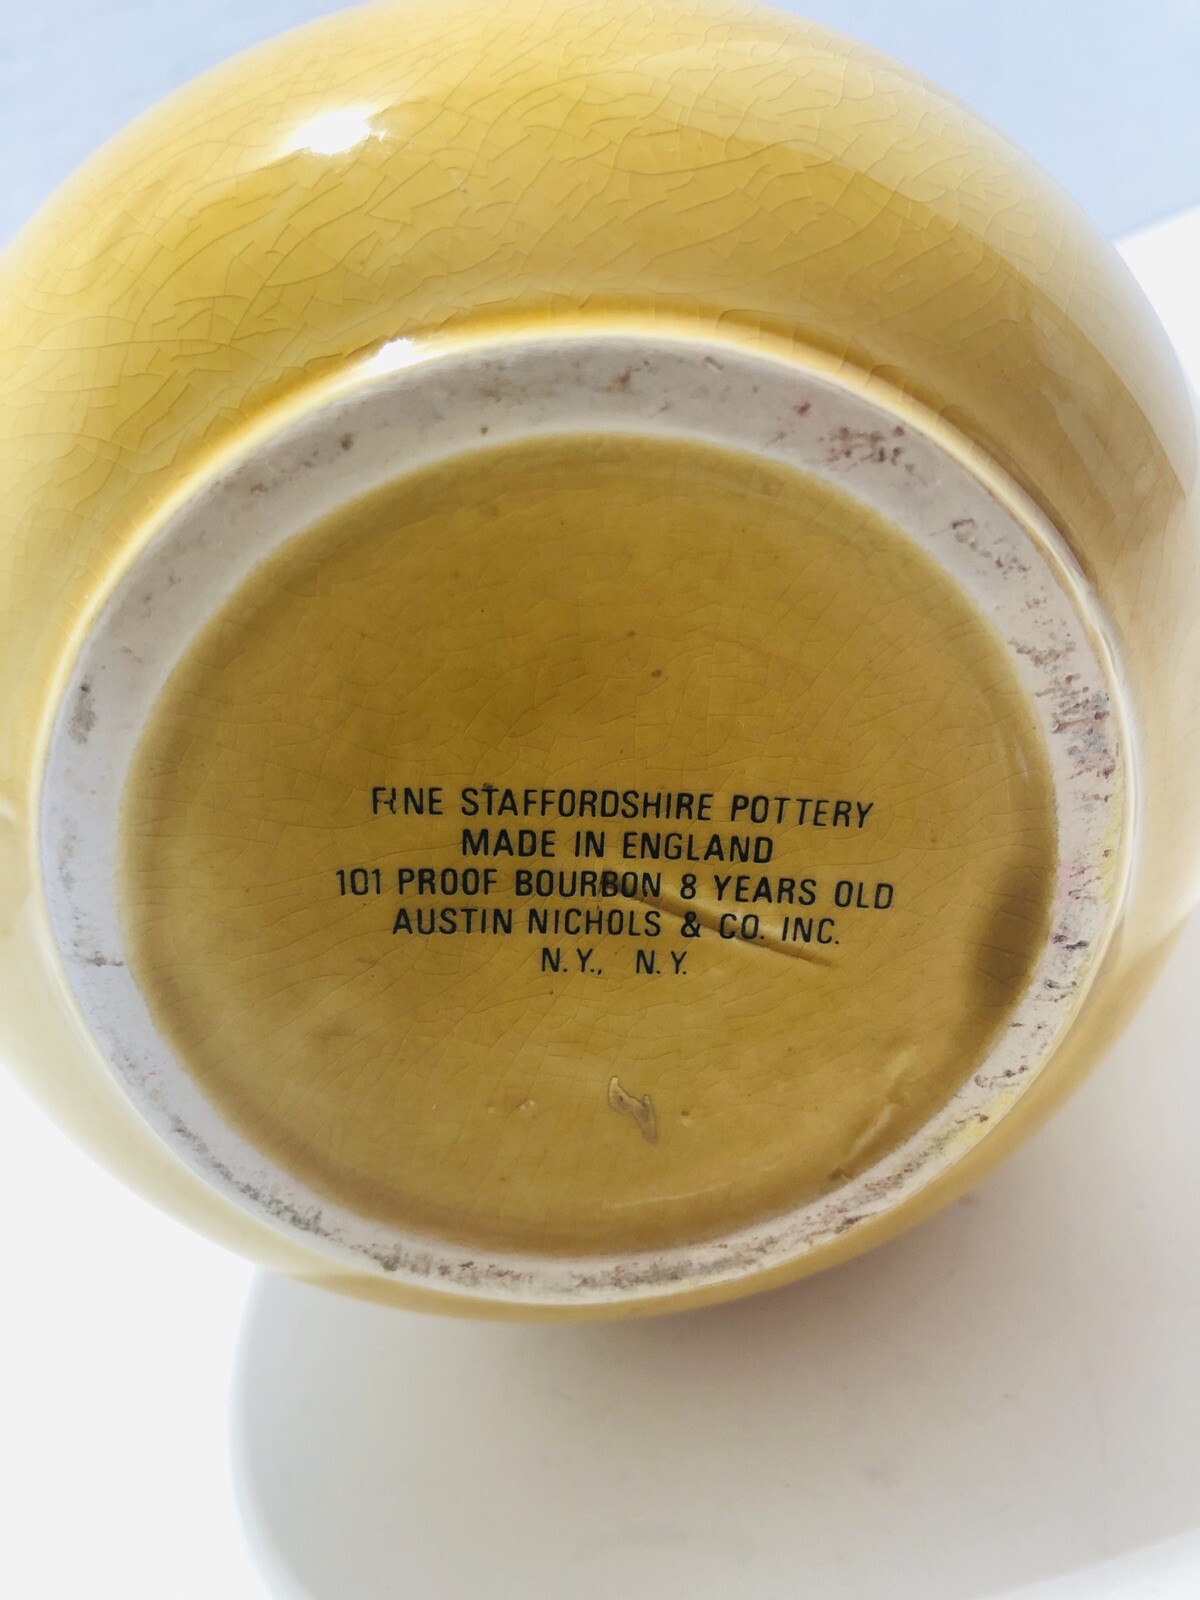 FINE STAFFORDSHIRE POTTERY
MADE IN ENGLAND
101 PROOF BOURBON 8 YEARS OLD
AUSTIN NICHOLS & CO. INC.
N.Y., N.Y.